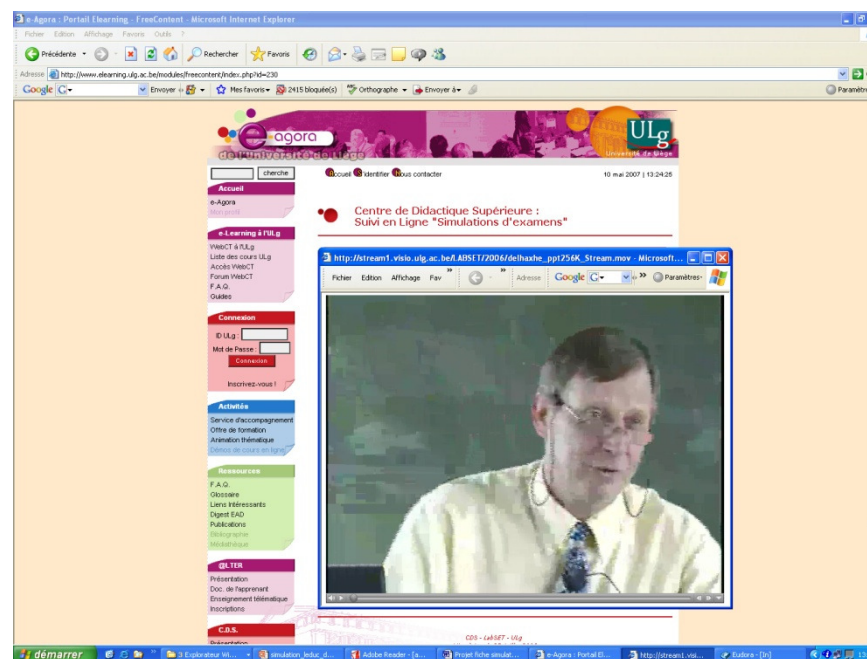 e-Agora : Portail Elearning - FreeContent - Microsoft Internet Explorer
Fichier Edition Affichage Favoris Outils ?
Précédente Rechercher Favoris
Adresse http://www.elearning.ulg.ac.be/modules/freecontent/index.php?id=230
Google G Envoyer Mes favoris 2415 bloquée(s) Orthographe Envoyer à Paramètre
e-agora
de l'Université de Liège
ULg
Université de Liège
cherche
Accueil S'identifier Nous contacter
10 mai 2007 | 13:24:25
Accueil
e-Agora
Mon profil
Centre de Didactique Supérieure :
Suivi en Ligne "Simulations d'examens"
e-Learning à l'ULg
WebCT à l'ULg
Liste des cours ULg
Accès WebCT
Forum WebCT
F.A.Q.
Guides
http://stream1.visio.ulg.ac.be/LABSET/2006/delhaxhe_ppt256K_Stream.mov - Microsoft...
Fichier Edition Affichage Fav » Adresse Google G » Paramètres
Connexion
ID ULg :
Mot de Passe :
Connexion
Inscrivez-vous !
Activités
Service d'accompagnement
Offre de formation
Animation thématique
Démos de cours en ligne
Ressources
F.A.Q.
Glossaire
Liens Intéressants
Digest EAD
Publications
Bibliographie
Médiathèque
@LTER
Présentation
Doc. de l'apprenant
Enseignement télématique
Inscriptions
C.D.S.
Présentation
CDS - LabSET - ULg
démarrer 3 Explorateur Wi... simulation_leduc_d... Adobe Reader - [a... Projet fiche simulat... e-Agora : Portail El... http://stream1.visi... Eudora - [In]